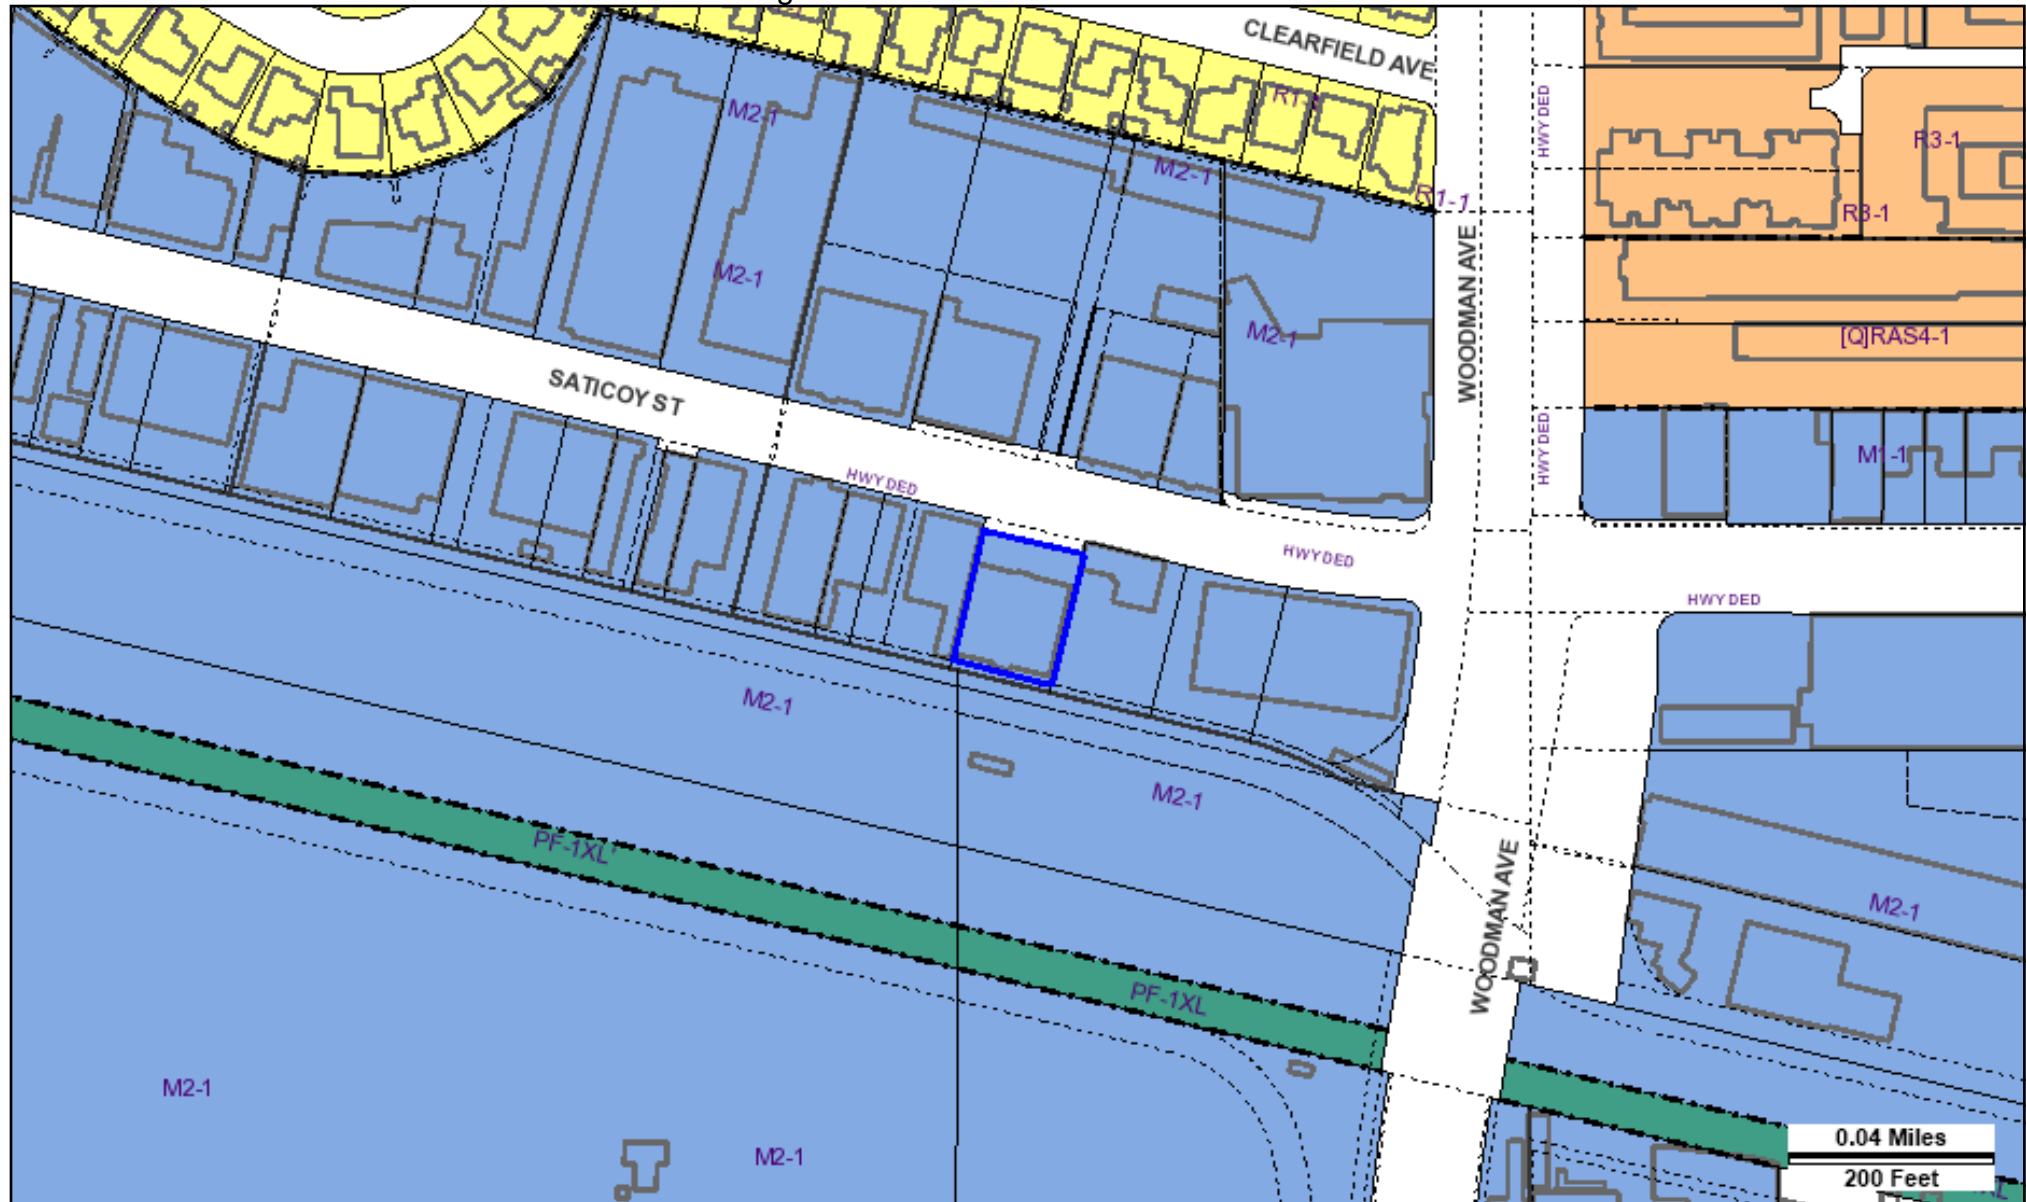 CLEARFIELD AVE
M2-1
R1-1
HWY DED
R3-1
M2-1
R1-1
R3-1
WOODMAN AVE
M2-1
M2-1
[Q]RAS4-1
SATICOY ST
HWY DED
M1-1
HWY DED
HWY DED
HWY DED
M2-1
M2-1
PF-1XL
WOODMAN AVE
M2-1
PF-1XL
M2-1
M2-1
0.04 Miles
200 Feet